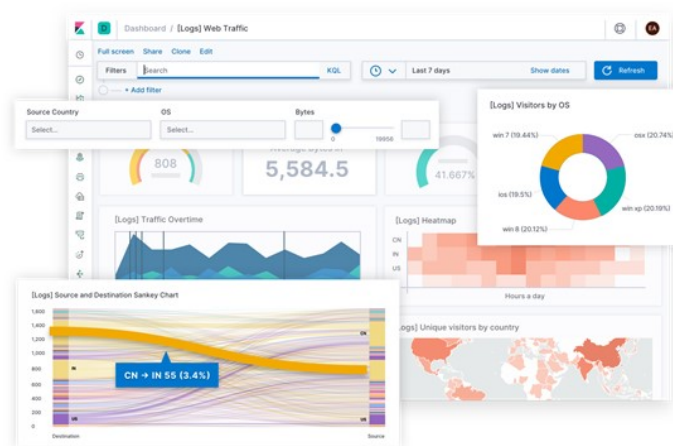 D Dashboard / [Logs] Web Traffic
EA
Full screen Share Clone Edit
Filters Search KQL Last 7 days Show dates Refresh
+ Add filter
Source Country OS Bytes
Select... Select...
0 19956
[Logs] Visitors by OS
win 7 (19.44%)
osx (20.74%)
ios (19.5%)
win xp (20.19%)
win 8 (20.12%)
808
5,584.5
41.667%
[Logs] Traffic Overtime
[Logs] Heatmap
CN
IN
US
Hours a day
[Logs] Source and Destination Sankey Chart
1,600
1,400
1,200
1,000
800
600
400
200
0
CN
IN
CN → IN 55 (3.4%)
US
US
Destination Source
Logs] Unique visitors by country